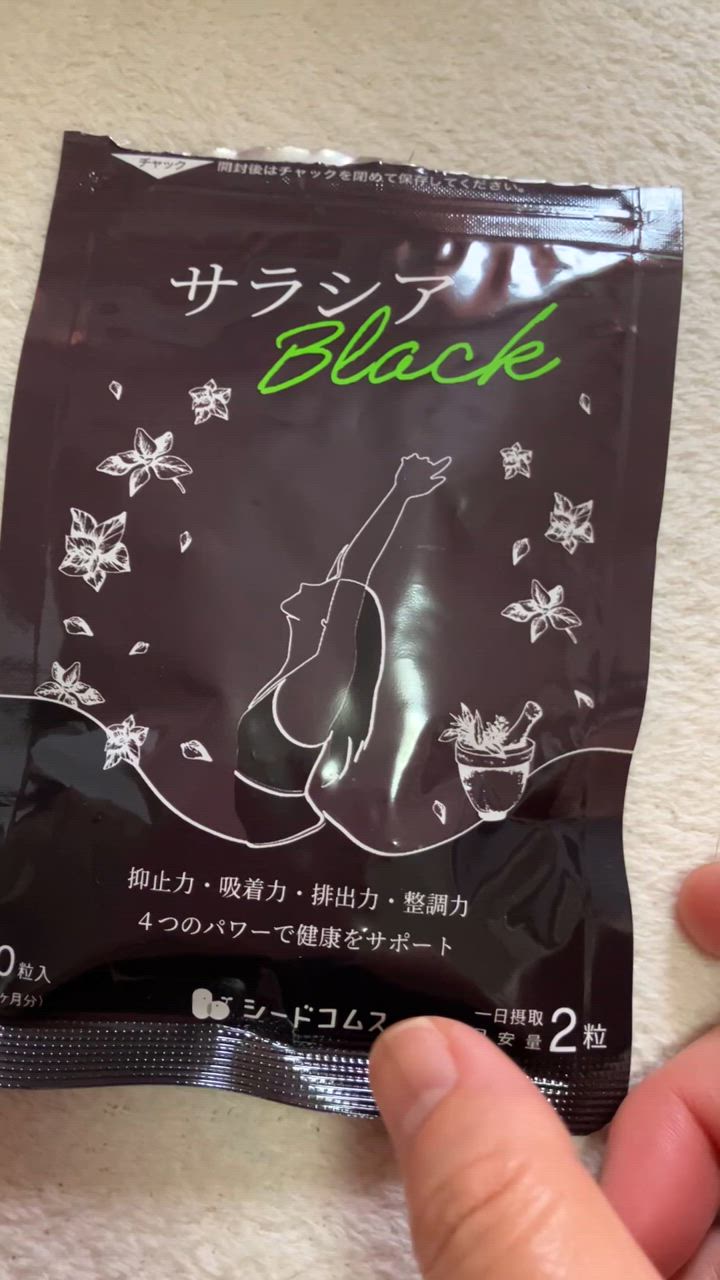 チャック
開封後はチャックを閉めて保存してください。
サラシア
Black
抑止力・吸着力・排出力・整調力
4つのパワーで健康をサポート
0粒入
ヶ月分)
シードコムス
一日摂取
安量
2粒